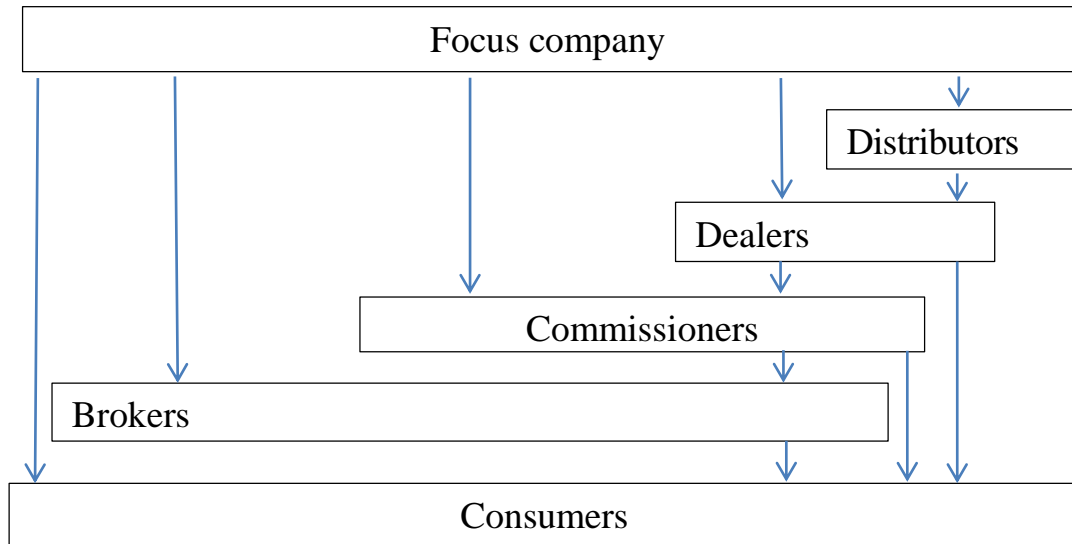 Focus company
Distributors
Dealers
Commissioners
Brokers
Consumers